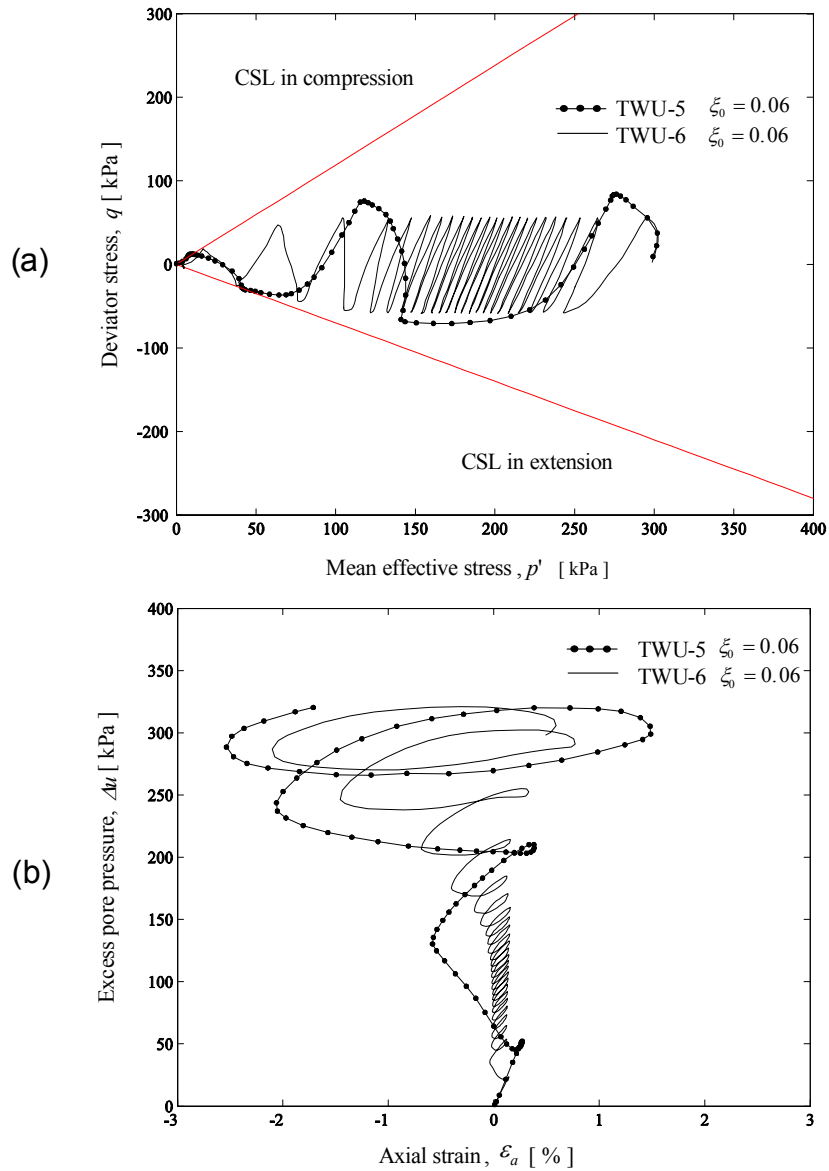 300
200
100
0
-100
-200
-300
Deviator stress, q [ kPa]
CSL in compression
TWU-5 ξ₀ = 0.06
TWU-6 ξ₀ = 0.06
CSL in extension
(a)
0 50 100 150 200 250 300 350 400
Mean effective stress , p' [ kPa ]
400
350
300
250
200
150
100
50
0
Excess pore pressure, Δu [ kPa]
TWU-5 ξ₀ = 0.06
TWU-6 ξ₀ = 0.06
(b)
-3 -2 -1 0 1 2 3
Axial strain , εₐ [ % ]